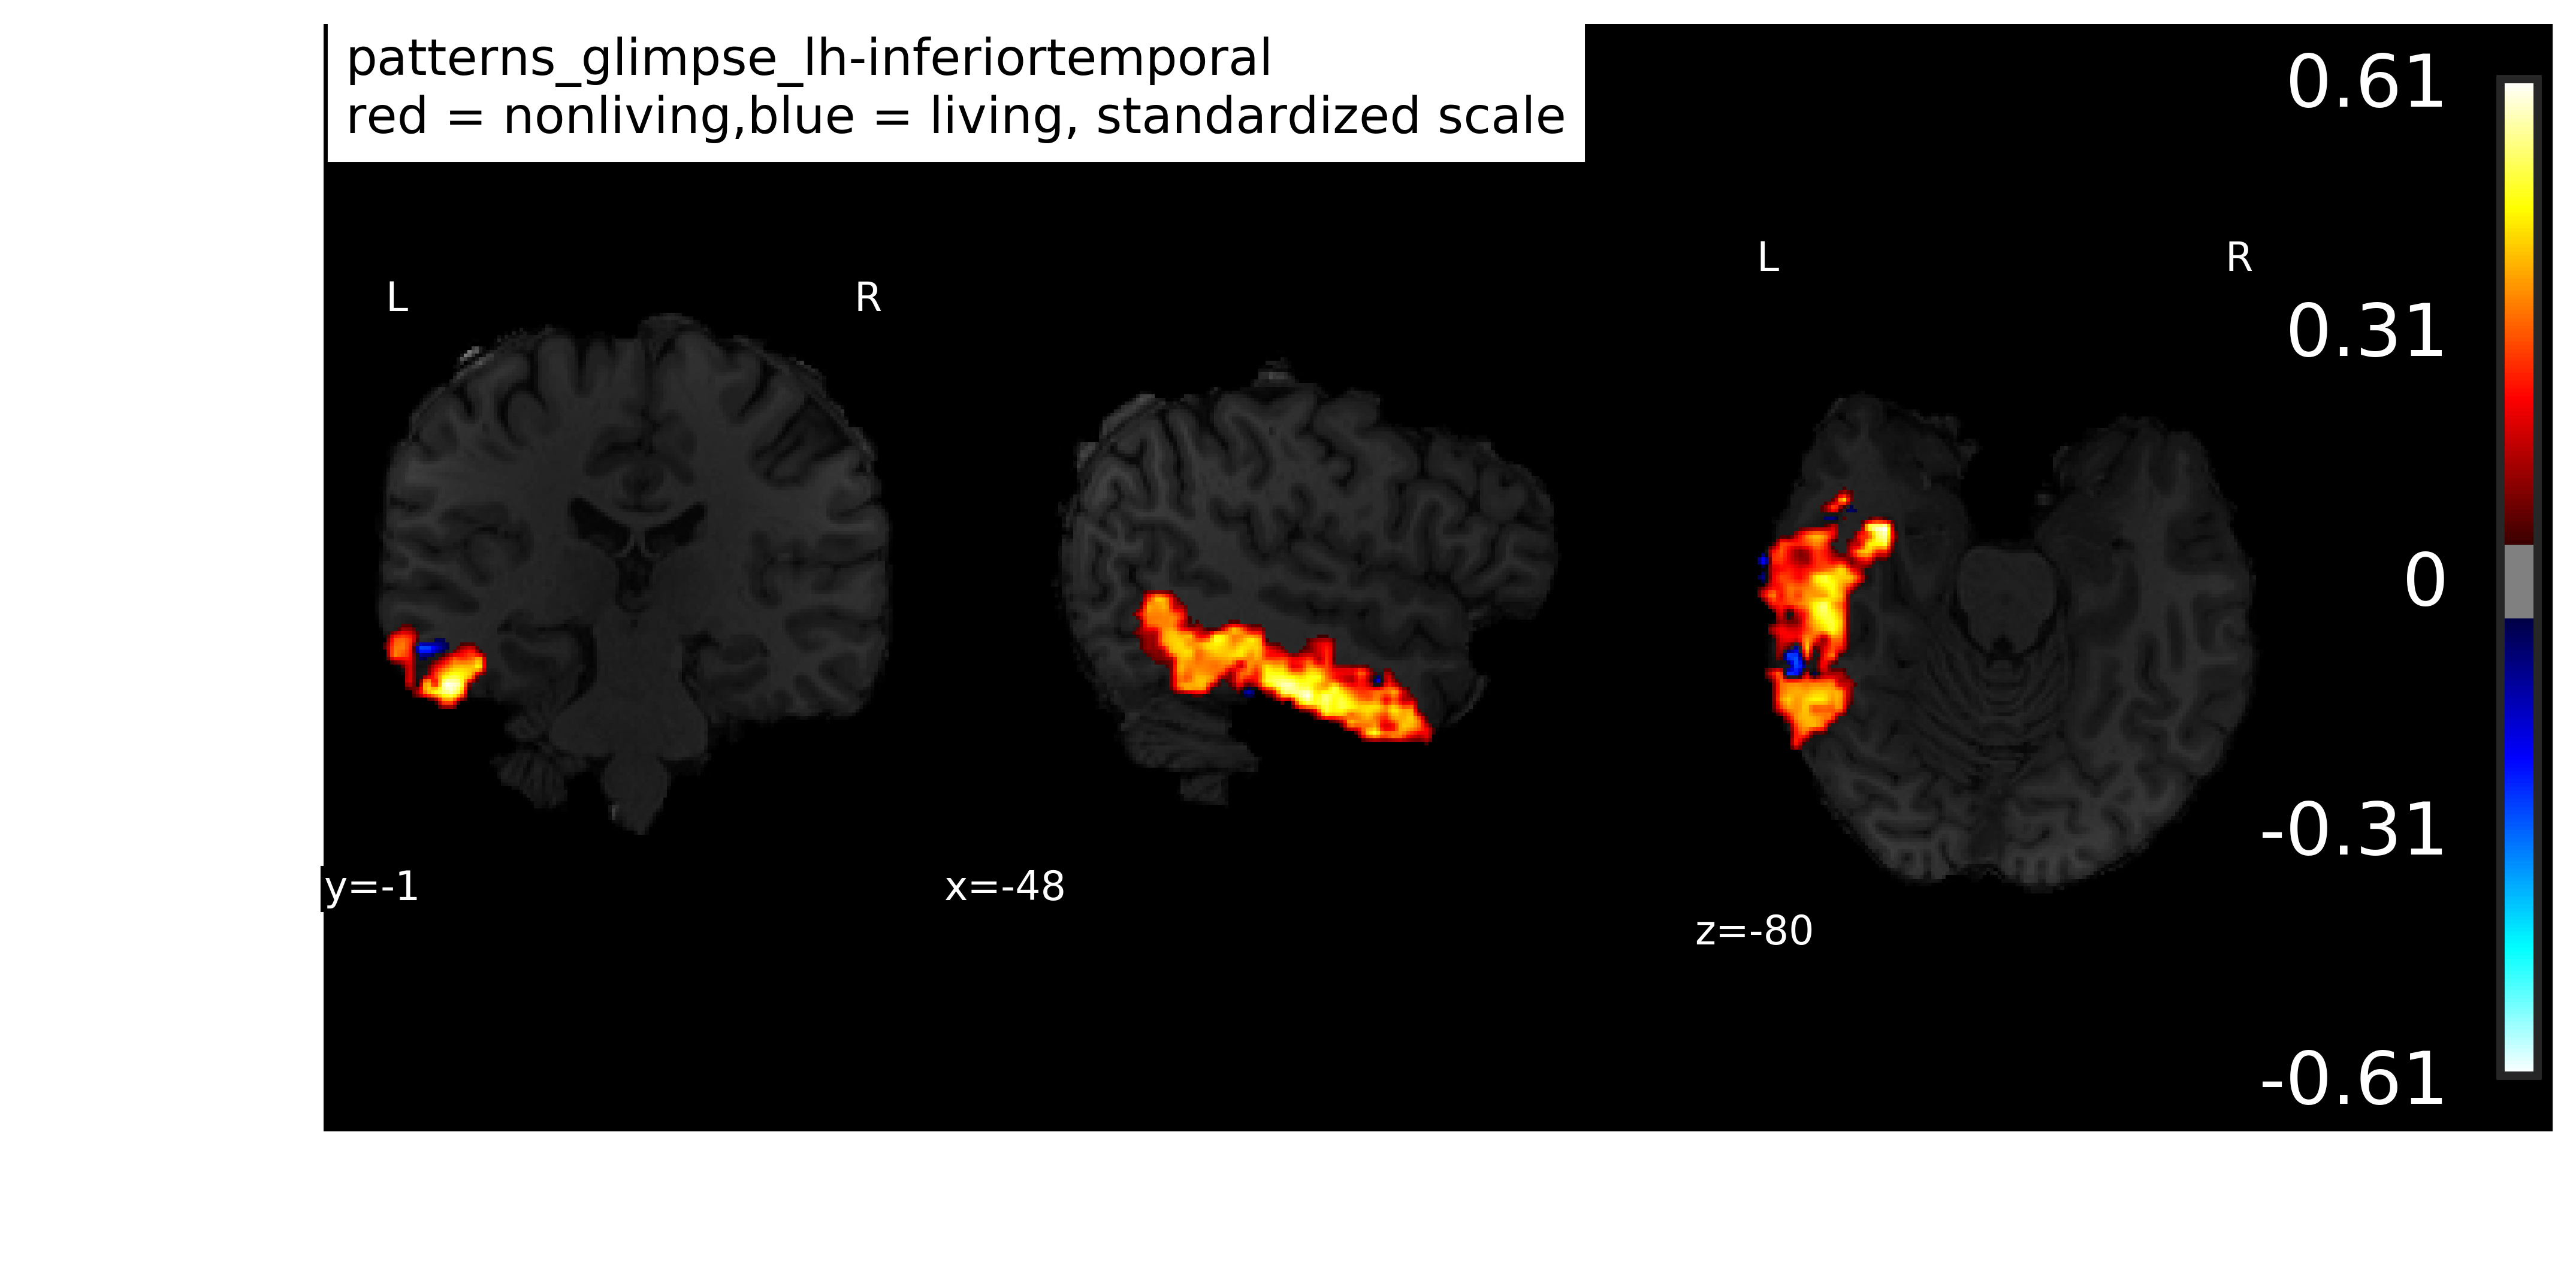 patterns_glimpse_lh-inferiortemporal
red = nonliving,blue = living, standardized scale
L R
L R
y=-1
x=-48
z=-80
0.61
0.31
0
-0.31
-0.61